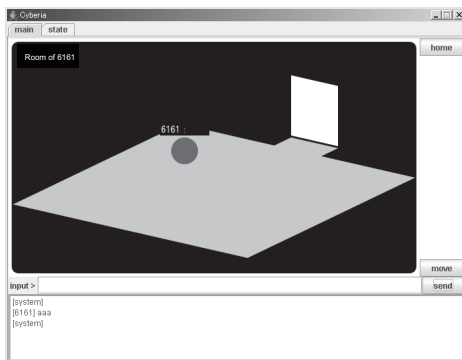 Cyberia
main state
Room of 6161
home
6161 :
move
input > send
[system]
[6161] aaa
[system]